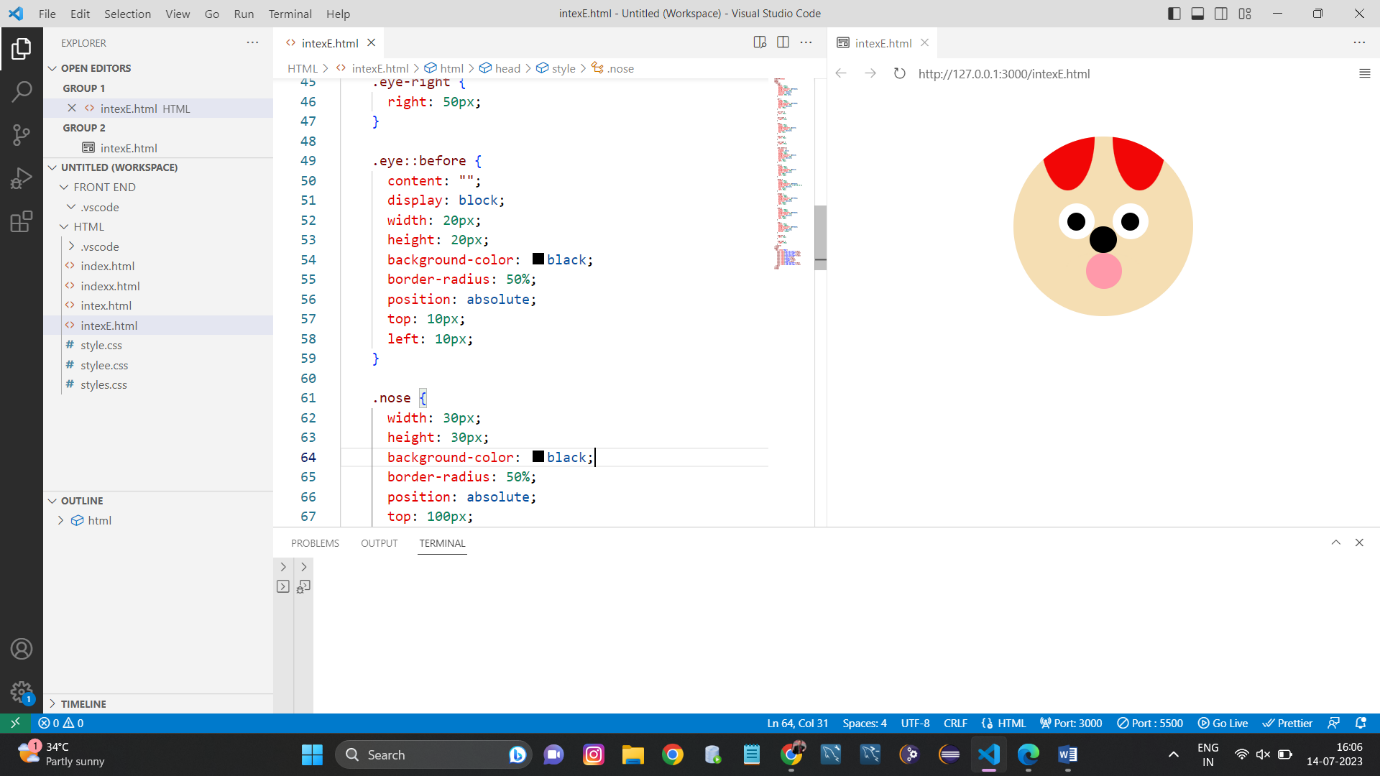 File Edit Selection View Go Run Terminal Help
intexE.html - Untitled (Workspace) - Visual Studio Code
EXPLORER
OPEN EDITORS
GROUP 1
intexE.html HTML
GROUP 2
intexE.html
UNTITLED (WORKSPACE)
FRONT END
.vscode
HTML
.vscode
index.html
indexx.html
intex.html
intexE.html
style.css
stylee.css
styles.css
OUTLINE
html
TIMELINE
intexE.html
HTML > intexE.html > html > head > style > .nose
45 .eye-right {
46 right: 50px;
47 }
48
49 .eye::before {
50 content: "";
51 display: block;
52 width: 20px;
53 height: 20px;
54 background-color: black;
55 border-radius: 50%;
56 position: absolute;
57 top: 10px;
58 left: 10px;
59 }
60
61 .nose {
62 width: 30px;
63 height: 30px;
64 background-color: black;
65 border-radius: 50%;
66 position: absolute;
67 top: 100px;
intexE.html
http://127.0.0.1:3000/intexE.html
PROBLEMS OUTPUT TERMINAL
1
0 0
Ln 64, Col 31 Spaces: 4 UTF-8 CRLF HTML Port: 3000 Port : 5500 Go Live Prettier
1
34°C
Partly sunny
Search
ENG
IN
16:06
14-07-2023